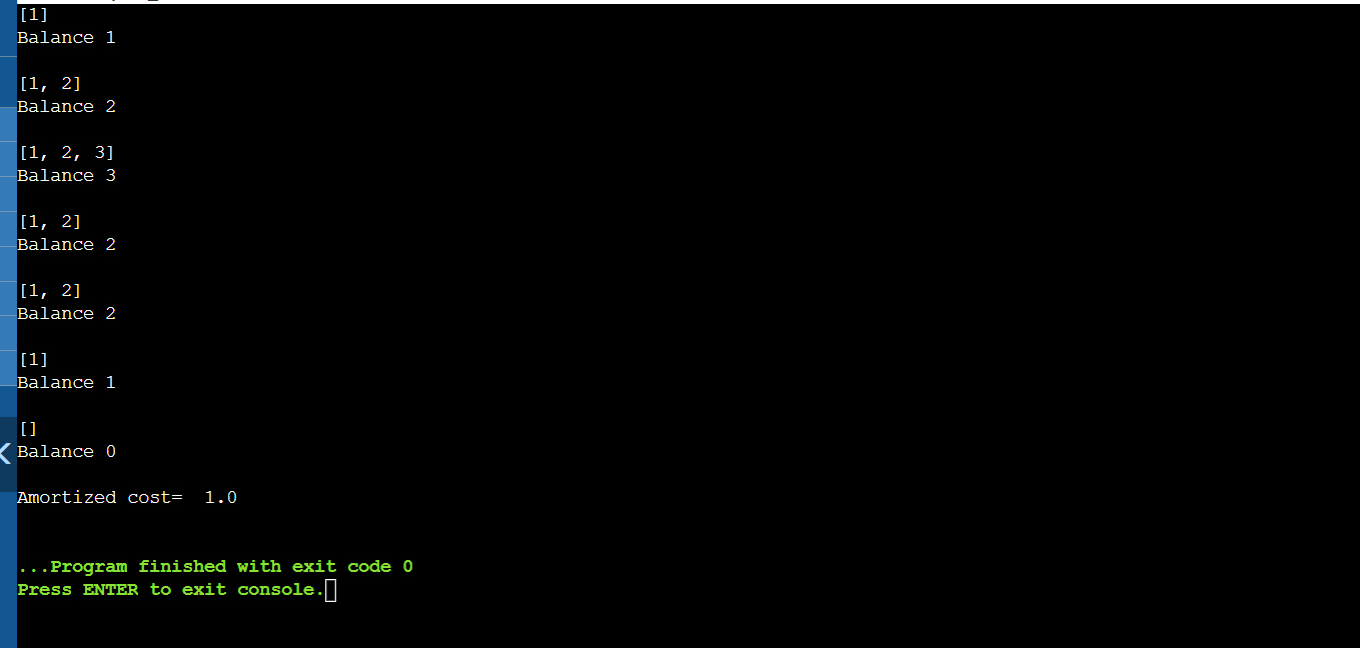 [1]
Balance 1
[1, 2]
Balance 2
[1, 2, 3]
Balance 3
[1, 2]
Balance 2
[1, 2]
Balance 2
[1]
Balance 1
[]
Balance 0
Amortized cost=  1.0
...Program finished with exit code 0
Press ENTER to exit console.